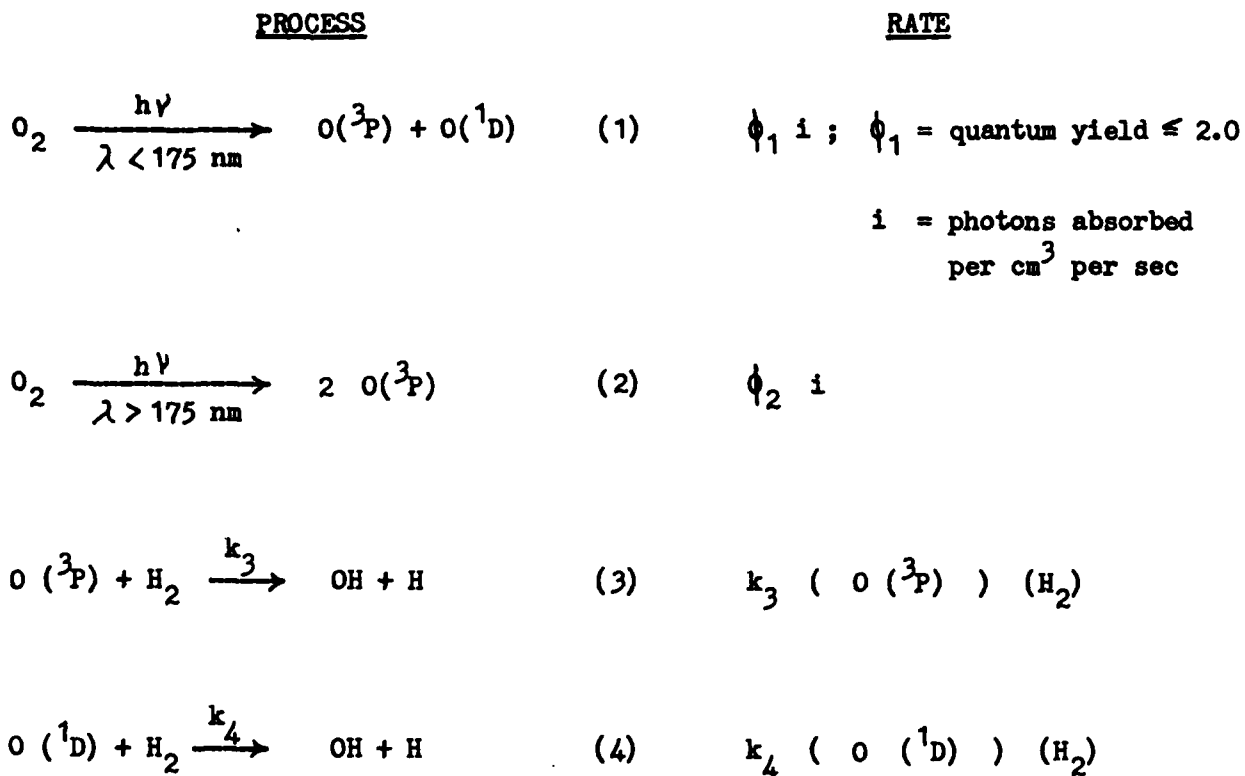 PROCESS RATE
hν
O₂ ⟶ O(³P) + O(¹D) (1) ϕ₁ i ; ϕ₁ = quantum yield ≤ 2.0
λ < 175 nm
i = photons absorbed
per cm³ per sec
hν
O₂ ⟶ 2 O(³P) (2) ϕ₂ i
λ > 175 nm
k₃
O (³P) + H₂ ⟶ OH + H (3) k₃ ( O (³P) ) (H₂)
k₄
O (¹D) + H₂ ⟶ OH + H (4) k₄ ( O (¹D) ) (H₂)